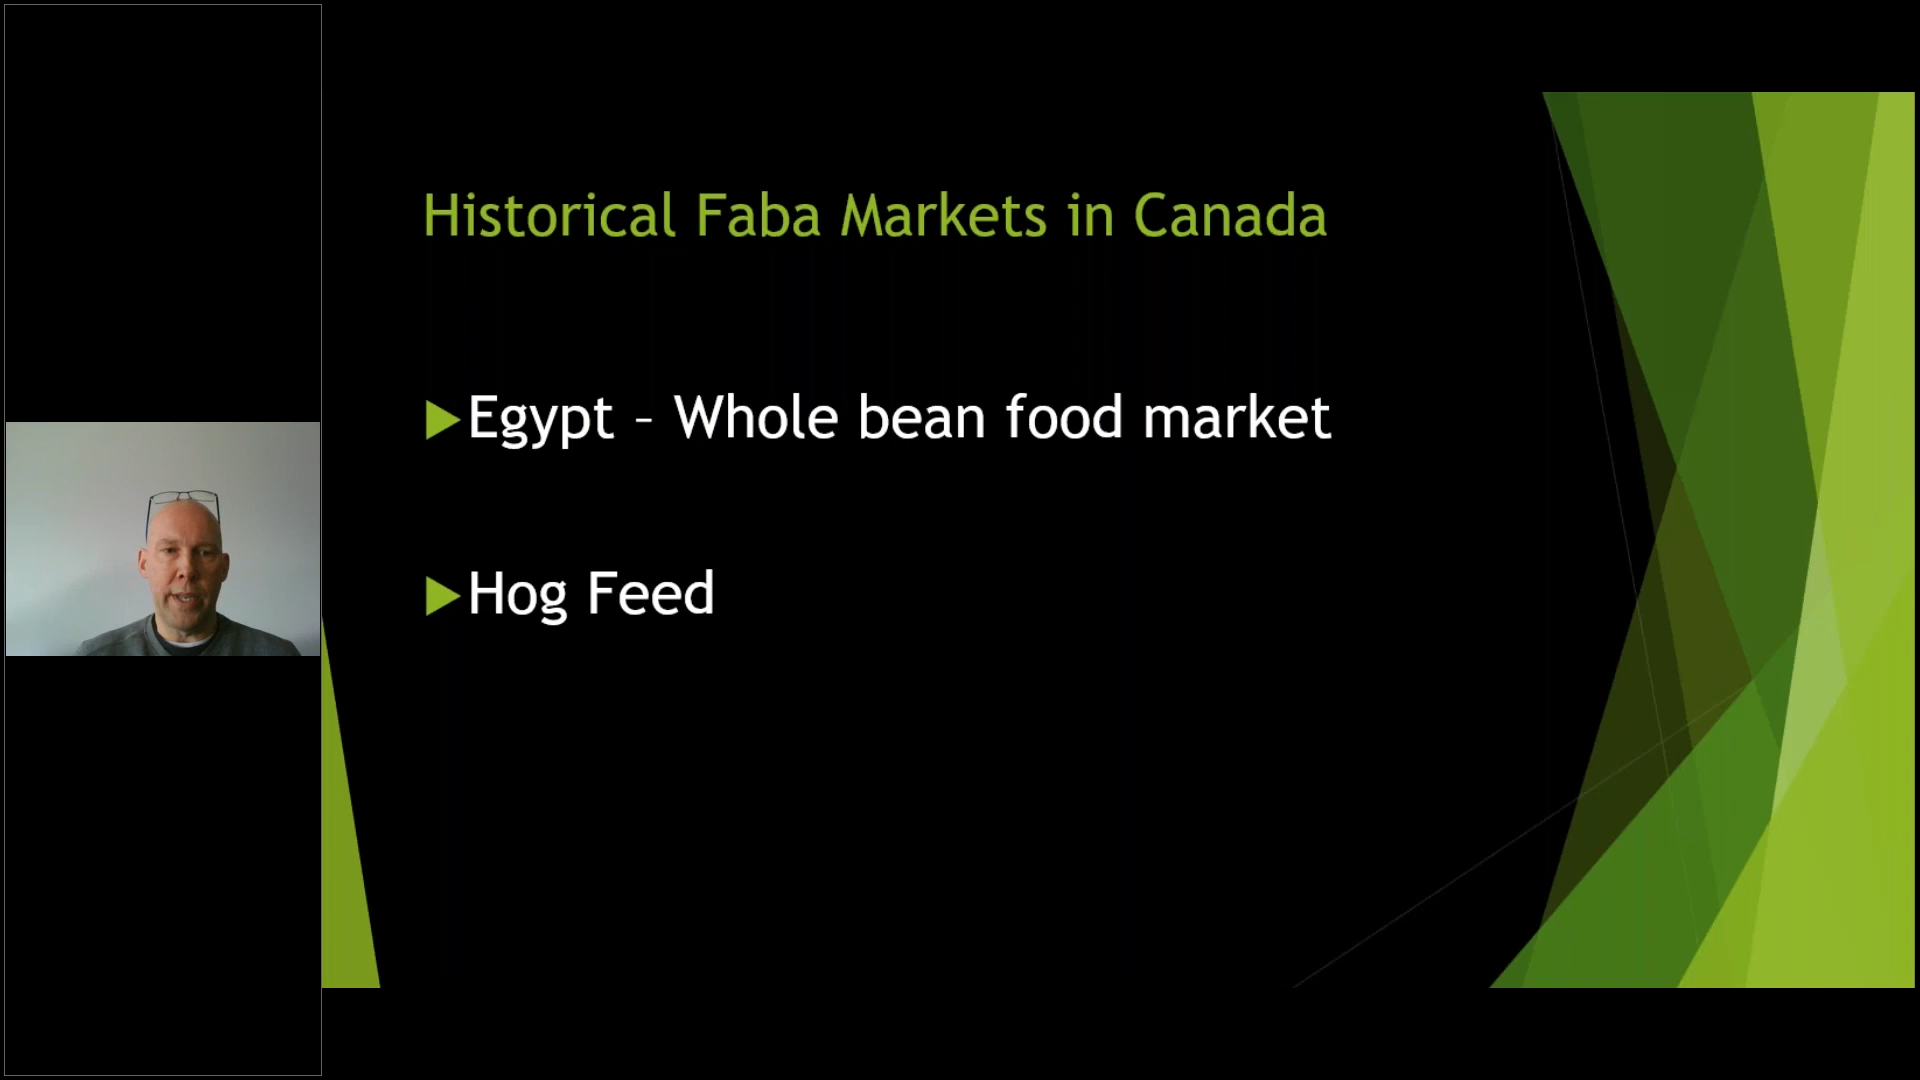 Historical Faba Markets in Canada
Egypt – Whole bean food market
Hog Feed